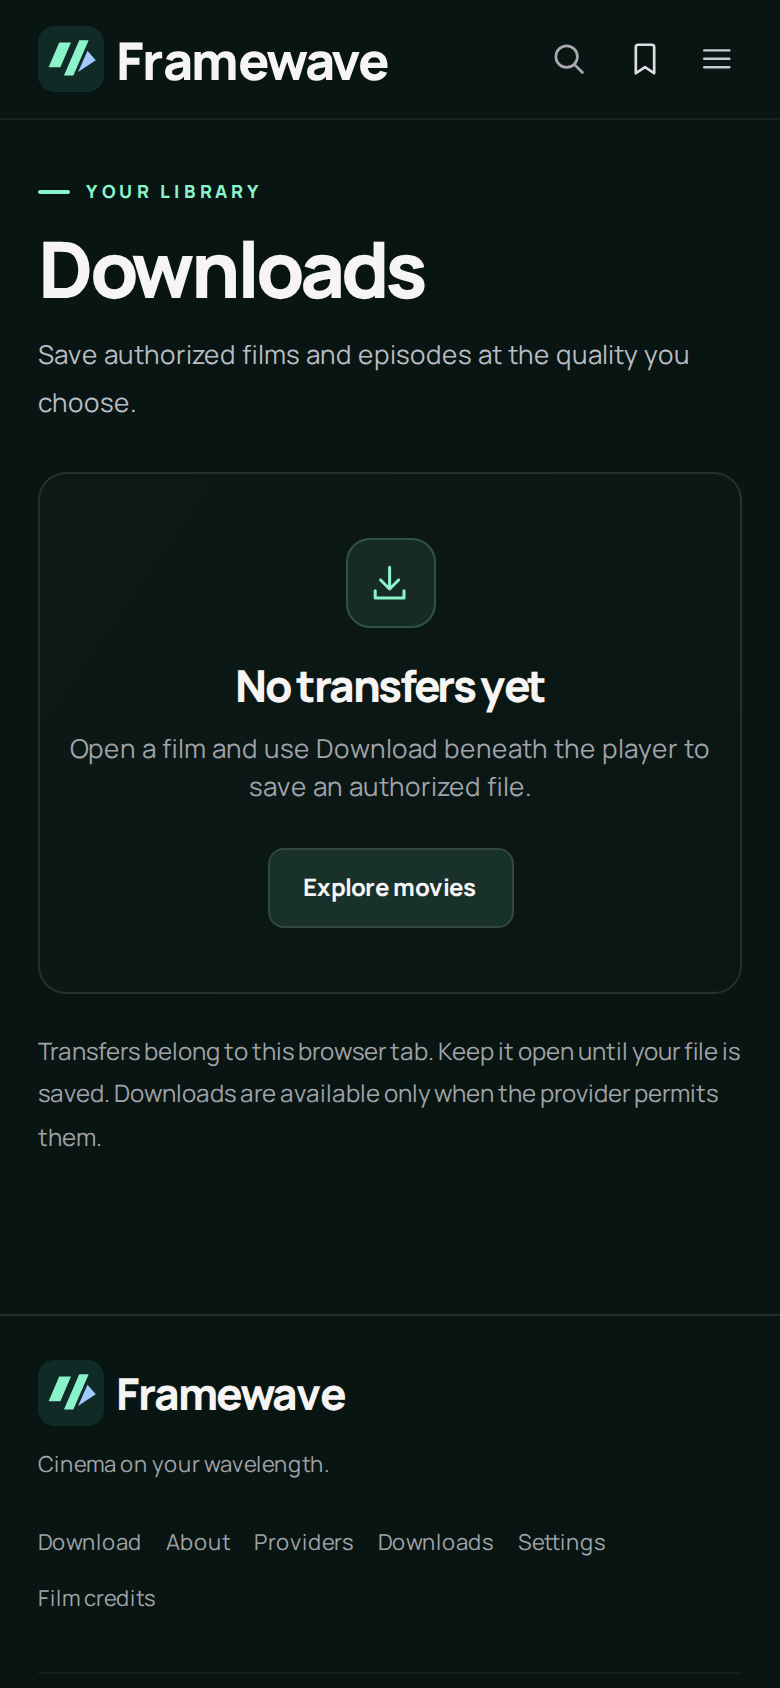 Framewave
YOUR LIBRARY
Downloads
Save authorized films and episodes at the quality you
choose.
No transfers yet
Open a film and use Download beneath the player to
save an authorized file.
Explore movies
Transfers belong to this browser tab. Keep it open until your file is
saved. Downloads are available only when the provider permits
them.
Framewave
Cinema on your wavelength.
Download About Providers Downloads Settings
Film credits